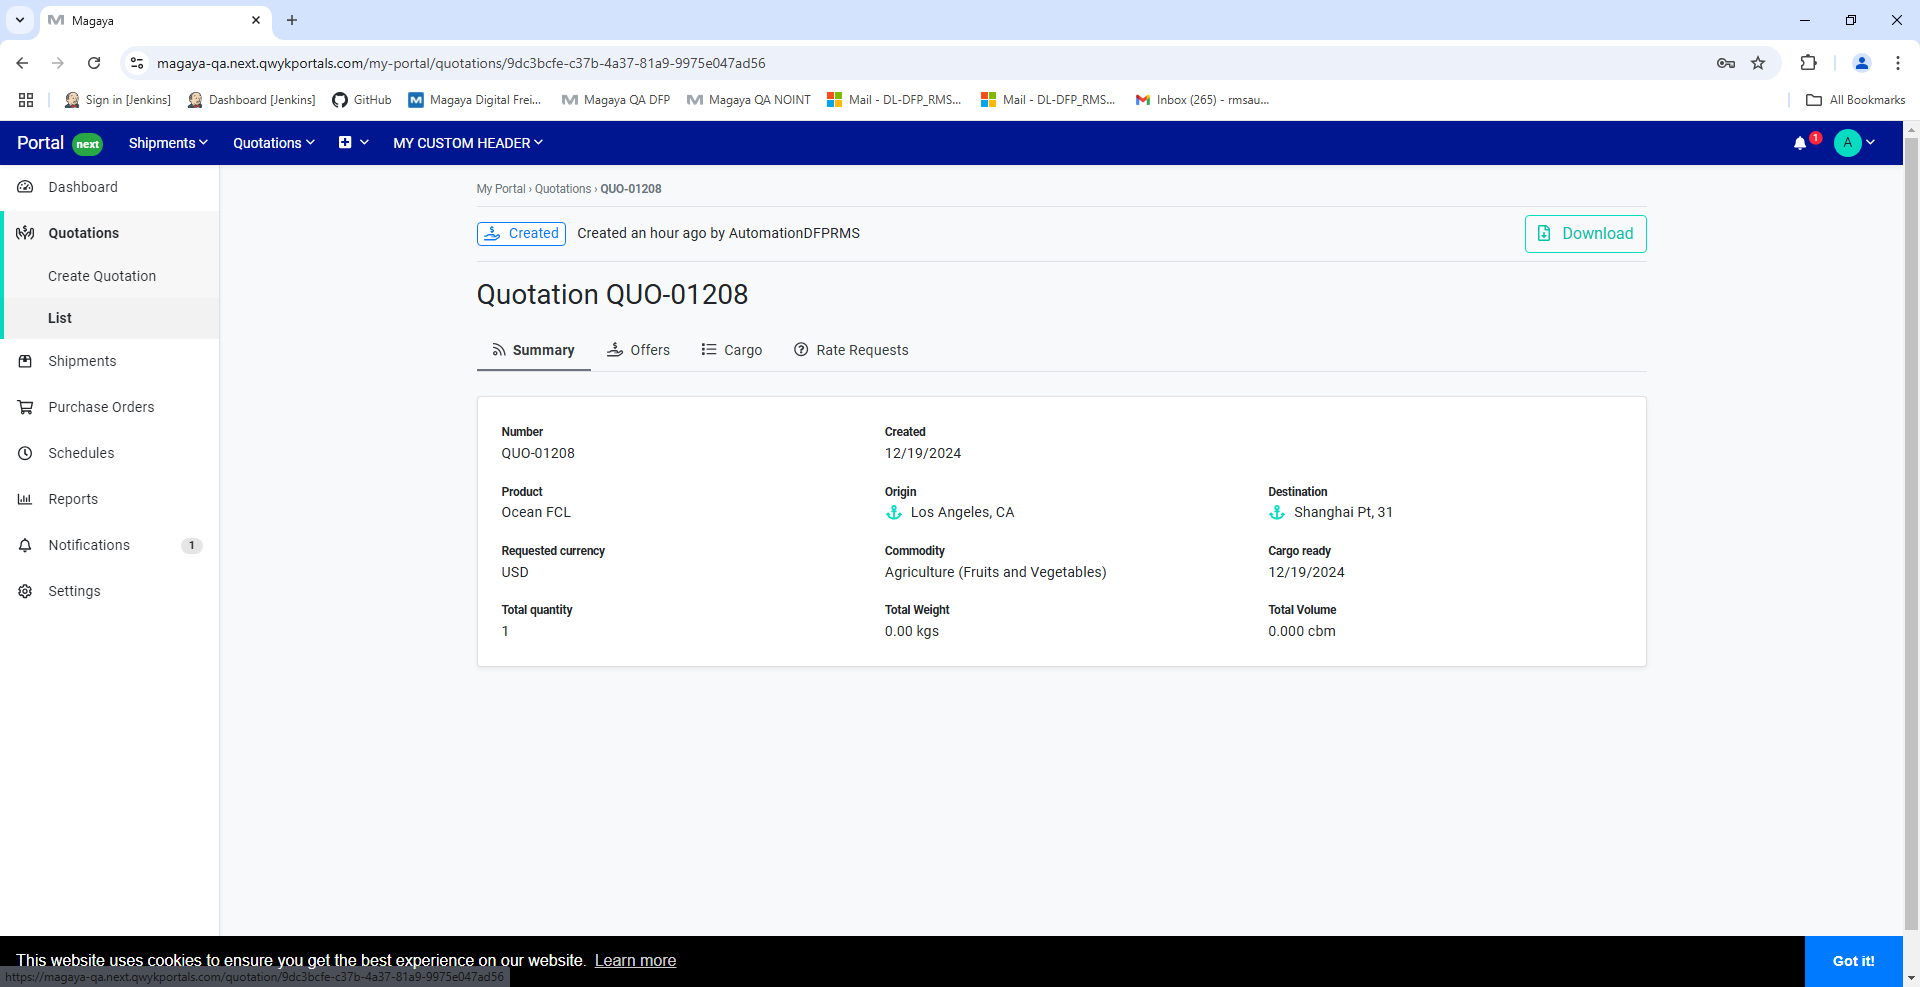 Magaya
magaya-qa.next.qwykportals.com/my-portal/quotations/9dc3bcfe-c37b-4a37-81a9-9975e047ad56
Sign in [Jenkins]
Dashboard [Jenkins]
GitHub
Magaya Digital Frei...
Magaya QA DFP
Magaya QA NOINT
Mail - DL-DFP_RMS...
Mail - DL-DFP_RMS...
Inbox (265) - rmsau...
All Bookmarks
Portal next
Shipments
Quotations
MY CUSTOM HEADER
1
A
Dashboard
Quotations
Create Quotation
List
Shipments
Purchase Orders
Schedules
Reports
Notifications 1
Settings
My Portal › Quotations › QUO-01208
Created Created an hour ago by AutomationDFPRMS
Download
Quotation QUO-01208
Summary
Offers
Cargo
Rate Requests
Number
QUO-01208
Created
12/19/2024
Product
Ocean FCL
Origin
Los Angeles, CA
Destination
Shanghai Pt, 31
Requested currency
USD
Commodity
Agriculture (Fruits and Vegetables)
Cargo ready
12/19/2024
Total quantity
1
Total Weight
0.00 kgs
Total Volume
0.000 cbm
This website uses cookies to ensure you get the best experience on our website. Learn more
Got it!
https://magaya-qa.next.qwykportals.com/quotation/9dc3bcfe-c37b-4a37-81a9-9975e047ad56